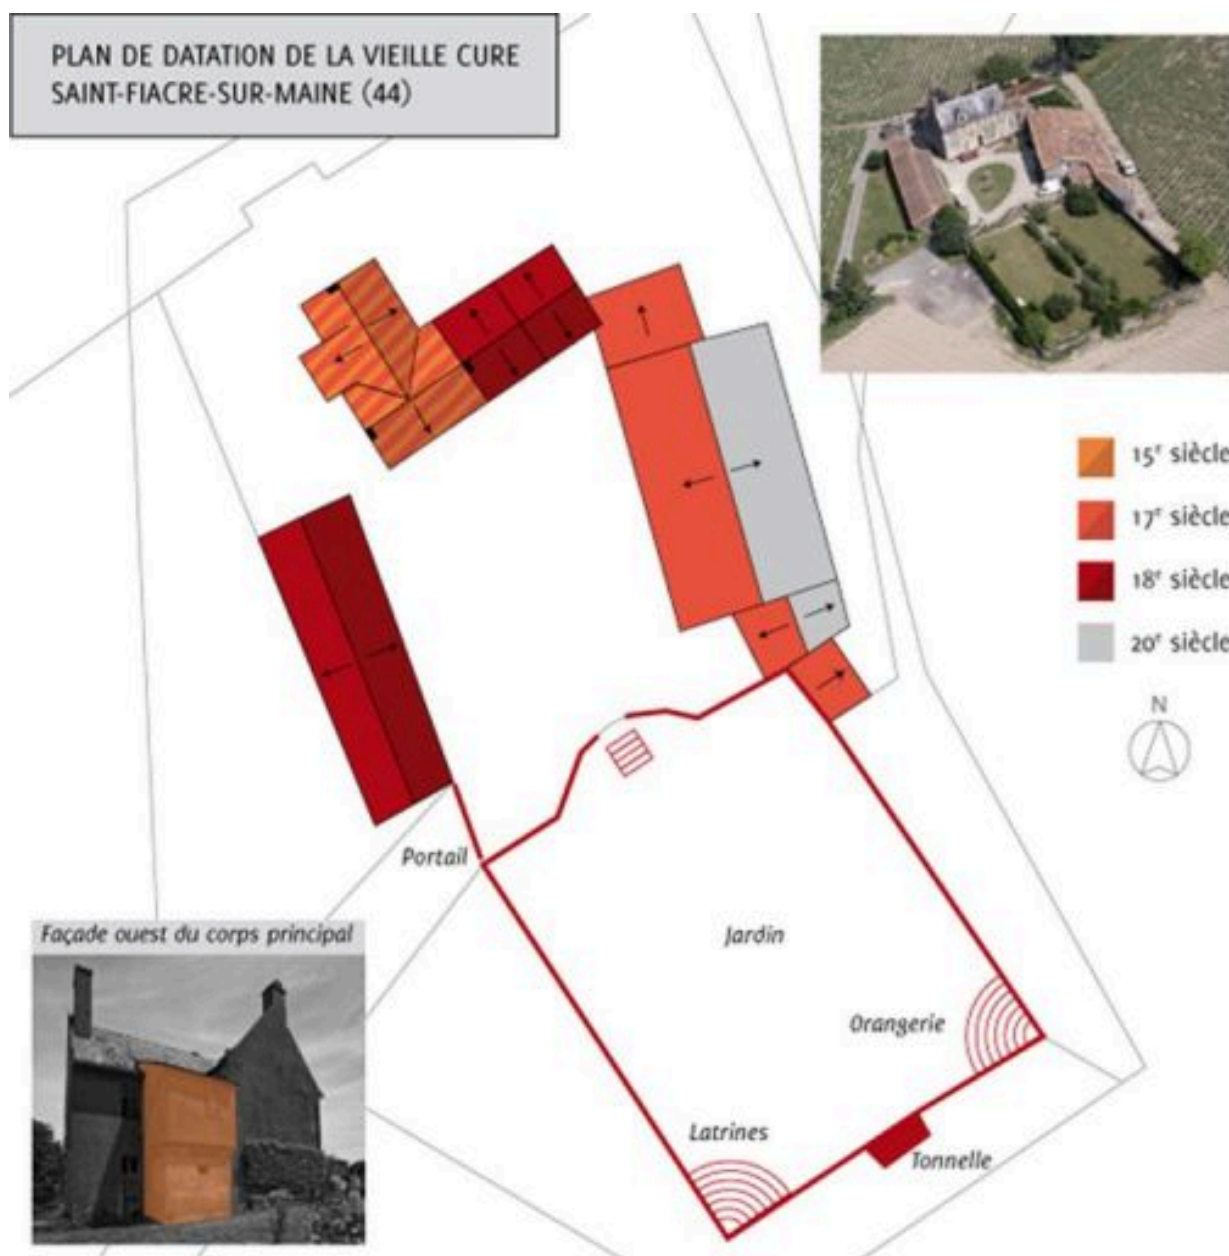 PLAN DE DATATION DE LA VIEILLE CURE
SAINT-FIACRE-SUR-MAINE (44)
15e siècle
17e siècle
18e siècle
20e siècle
N
Portail
Jardin
Façade ouest du corps principal
Orangerie
Latrines
Tonnelle